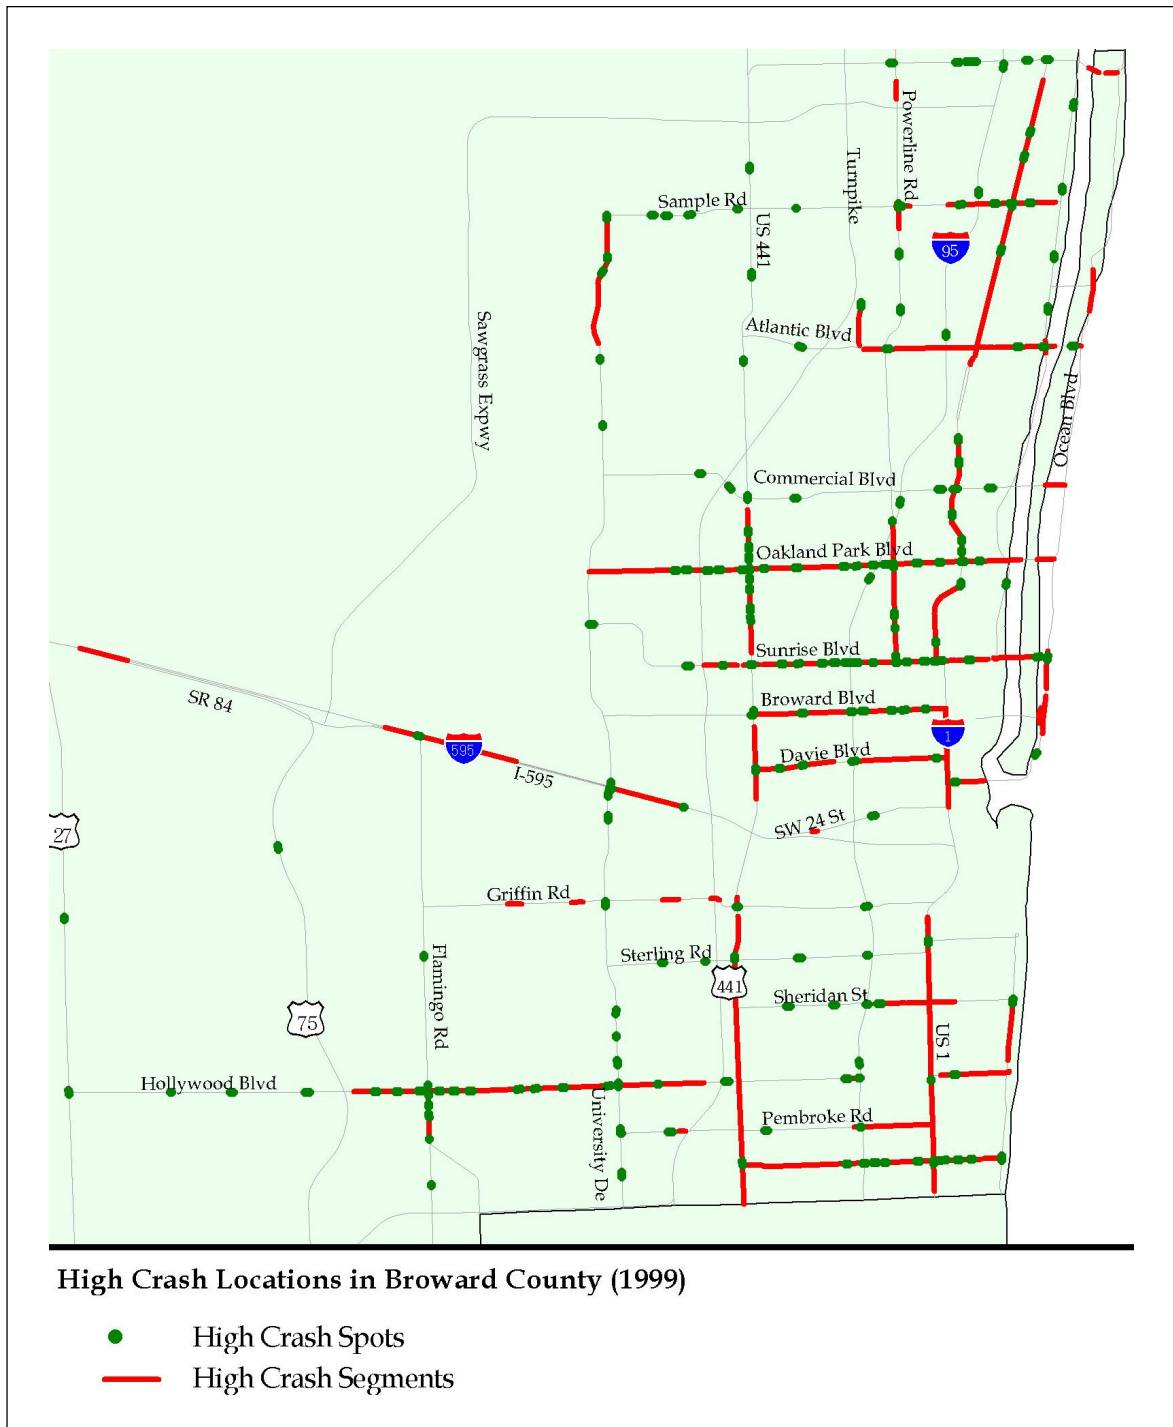 Powerline Rd
Turnpike
Sample Rd
US 441
95
Atlantic Blvd
Sawgrass Expwy
Ocean Blvd
Commercial Blvd
Oakland Park Blvd
Sunrise Blvd
SR 84
Broward Blvd
595
1
Davie Blvd
I-595
27
SW 24 St
Griffin Rd
Flamingo Rd
Sterling Rd
441
Sheridan St
75
US 1
Hollywood Blvd
University De
Pembroke Rd
High Crash Locations in Broward County (1999)
High Crash Spots
High Crash Segments